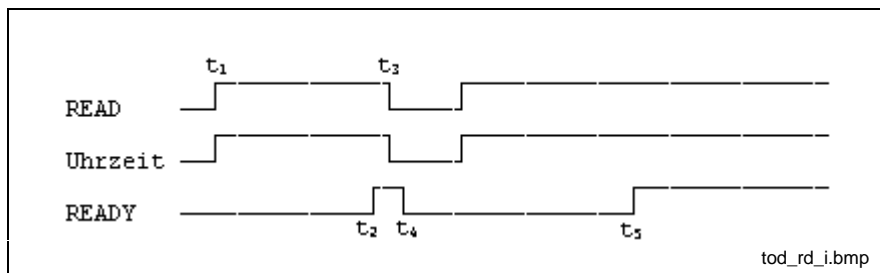 t₁ t₃
READ
Uhrzeit
READY
t₂ t₄ t₅
tod_rd_i.bmp